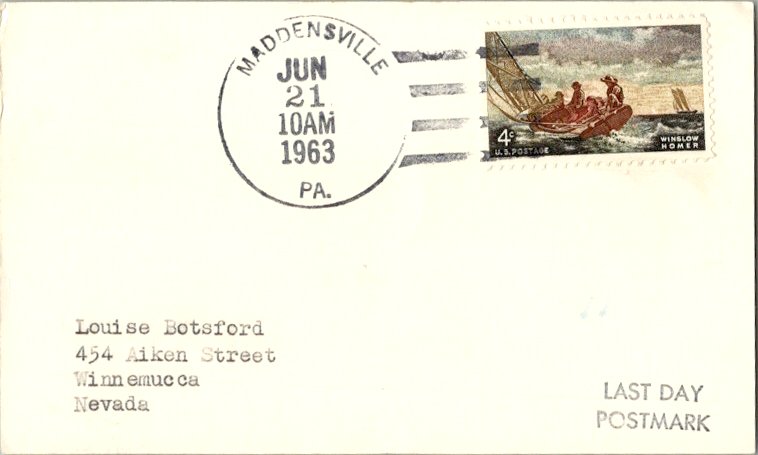 MADDENSVILLE
JUN
21
10AM
1963
PA.
4¢
U.S. POSTAGE
WINSLOW
HOMER
Louise Botsford
454 Aiken Street
Winnemucca
Nevada
LAST DAY
POSTMARK